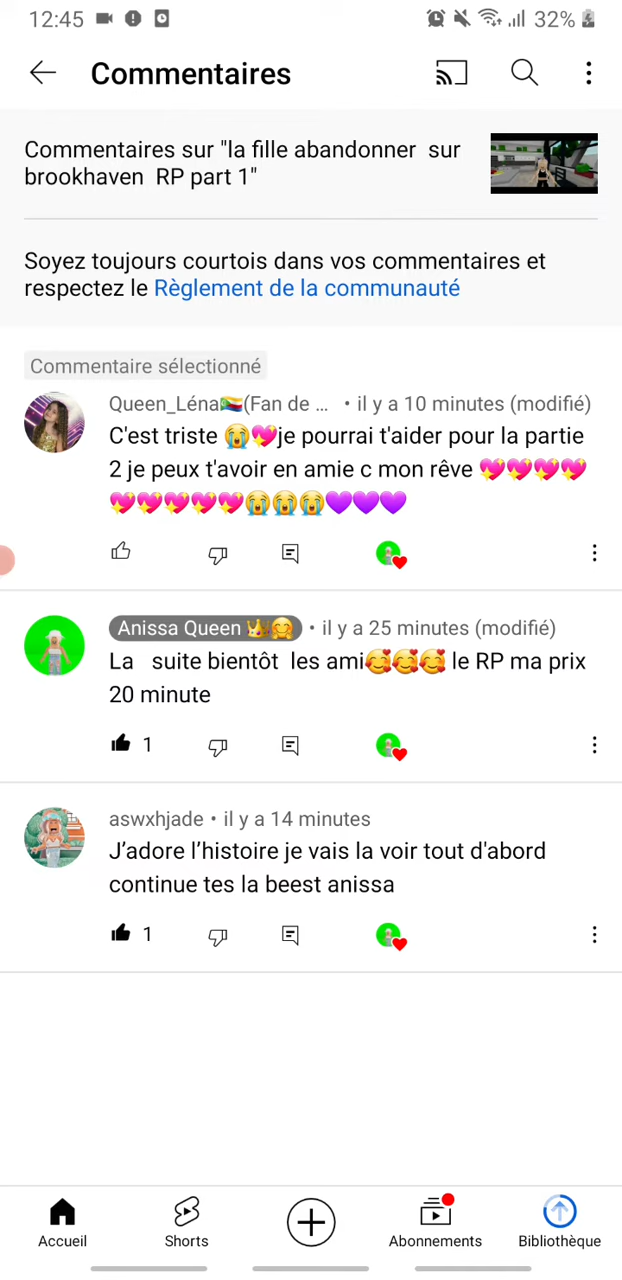 12:45 32%
Commentaires
Commentaires sur "la fille abandonner sur
brookhaven RP part 1"
Soyez toujours courtois dans vos commentaires et
respectez le Règlement de la communauté
Commentaire sélectionné
Queen_Léna🇰🇲(Fan de ... • il y a 10 minutes (modifié)
C'est triste 😭💖je pourrai t'aider pour la partie
2 je peux t'avoir en amie c mon rêve 💖💖💖💖
💖💖💖💖💖😭😭😭💜💜💜
Anissa Queen 👑🤗 • il y a 25 minutes (modifié)
La suite bientôt les ami🥰🥰🥰 le RP ma prix
20 minute
1
aswxhjade • il y a 14 minutes
J’adore l’histoire je vais la voir tout d'abord
continue tes la beest anissa
1
Accueil Shorts Abonnements Bibliothèque